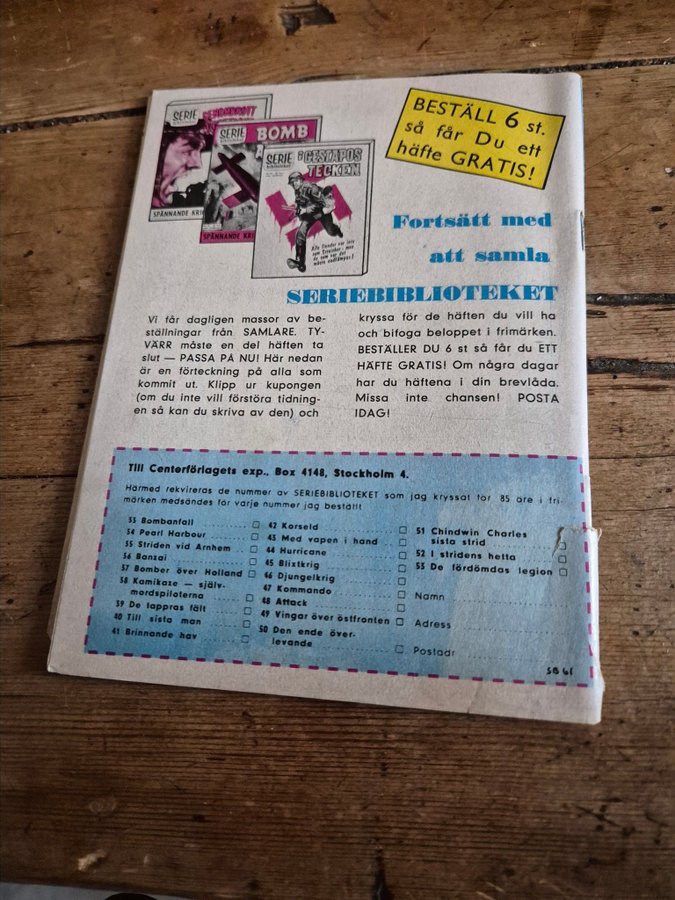 SERIE
SERIE
BOMB
SERIE
I GESTAPOS
TECKEN
SPÄNNANDE
SPÄNNANDE
BESTÄLL 6 st.
så får Du ett
häfte GRATIS!
Fortsätt med
att samla
SERIEBIBLIOTEKET
Vi får dagligen massor av be-
ställningar från SAMLARE. TY-
VÄRR måste en del häften ta
slut — PASSA PÅ NU! Här nedan
är en förteckning på alla som
kommit ut. Klipp ur kupongen
(om du inte vill förstöra tidning-
en så kan du skriva av den) och
kryssa för de häften du vill ha
och bifoga beloppet i frimärken.
BESTÄLLER DU 6 st så får du ETT
HÄFTE GRATIS! Om några dagar
har du häftena i din brevlåda.
Missa inte chansen! POSTA
IDAG!
Till Centerförlagets exp., Box 4148, Stockholm 4.
Härmed rekvireras de nummer av SERIEBIBLIOTEKET som jag kryssat för 85 öre i fri-
märken medsändes för varje nummer jag beställt
33 Bombanfall
34 Pearl Harbour
35 Striden vid Arnhem
36 Banzai
37 Bomber över Holland
38 Kamikaze — själv-
mordspiloterna
39 De tappras fält
40 Till sista man
41 Brinnande hav
42 Korseld
43 Med vapen i hand
44 Hurricane
45 Blixtkrig
46 Djungelkrig
47 Kommando
48 Attack
49 Vingar över östfronten
50 Den ende över-
levande
51 Chindwin Charles
sista strid
52 I stridens hetta
53 De fördömdas legion
Namn
Adress
Postadr
SB 61